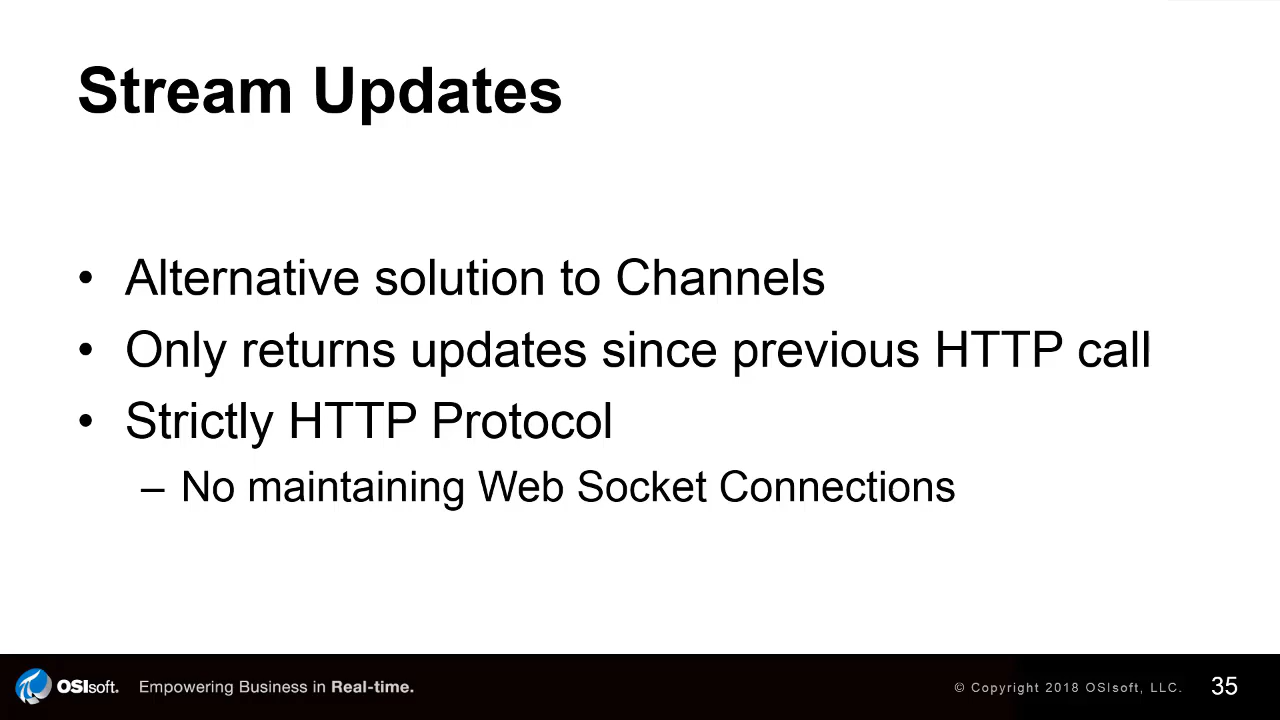 Stream Updates
• Alternative solution to Channels
• Only returns updates since previous HTTP call
• Strictly HTTP Protocol
– No maintaining Web Socket Connections
OSIsoft. Empowering Business in Real-time. © Copyright 2018 OSIsoft, LLC. 35